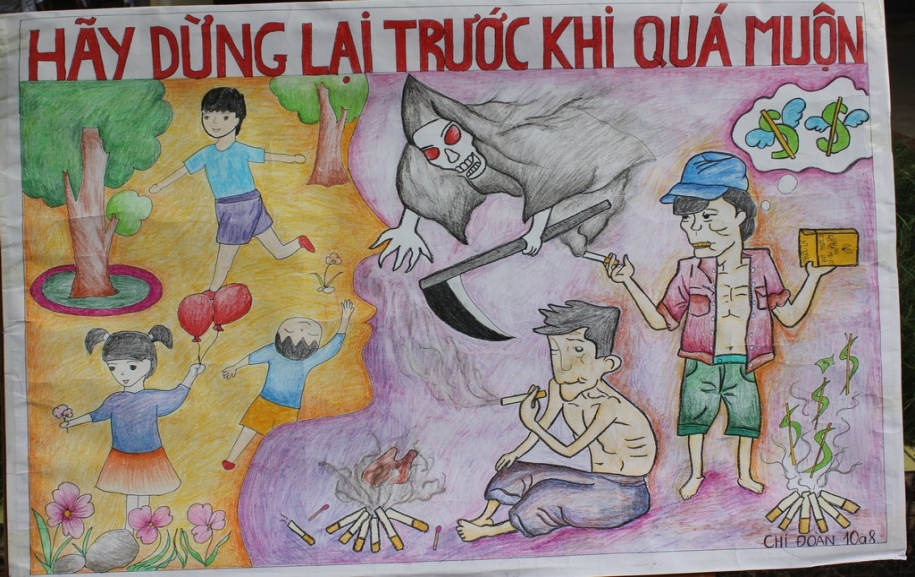 HÃY DỪNG LẠI TRƯỚC KHI QUÁ MUỘN
$ $
$
$
$
$
CHI ĐOÀN 10a8